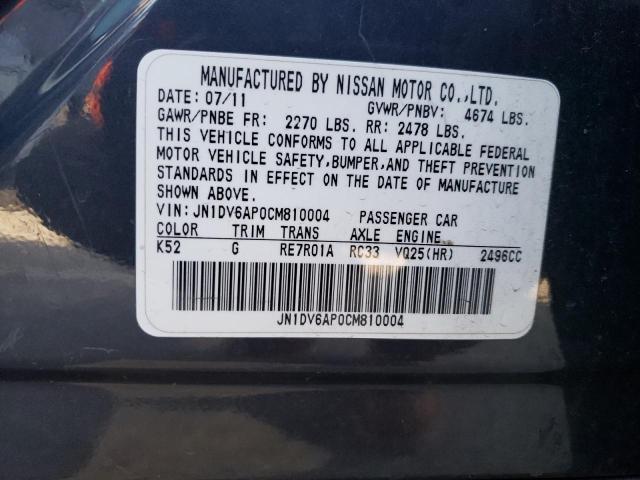 MANUFACTURED BY NISSAN MOTOR CO.,LTD.
DATE: 07/11 GVWR/PNBV: 4674 LBS.
GAWR/PNBE FR: 2270 LBS. RR: 2478 LBS.
THIS VEHICLE CONFORMS TO ALL APPLICABLE FEDERAL
MOTOR VEHICLE SAFETY,BUMPER,AND THEFT PREVENTION
STANDARDS IN EFFECT ON THE DATE OF MANUFACTURE
SHOWN ABOVE.
VIN: JN1DV6AP0CM810004 PASSENGER CAR
COLOR TRIM TRANS AXLE ENGINE
K52 G RE7R01A RC33 VQ25(HR) 2496CC
JN1DV6AP0CM810004